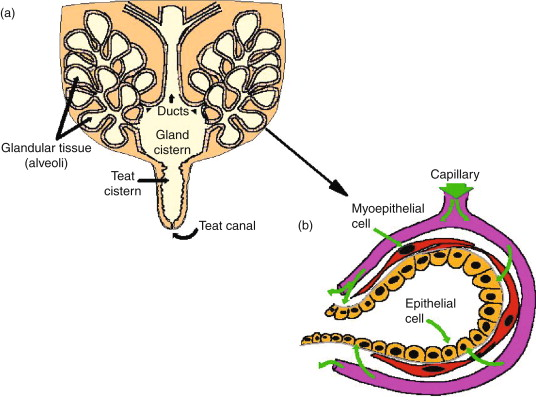 (a)
Ducts
Gland
cistern
Glandular tissue
(alveoli)
Teat
cistern
Teat canal
(b)
Capillary
Myoepithelial
cell
Epithelial
cell